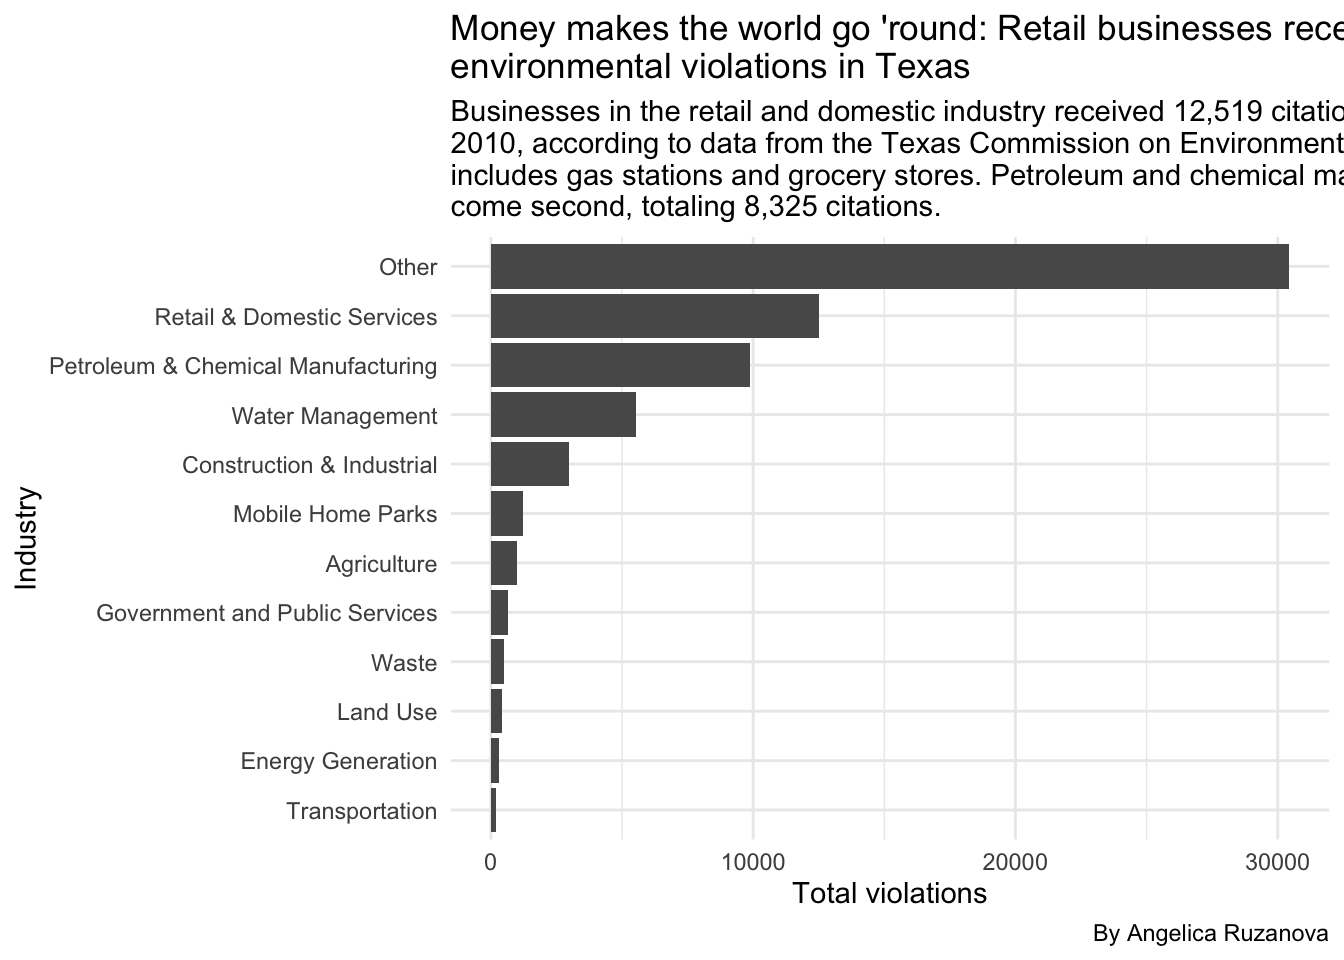 Money makes the world go 'round: Retail businesses
environmental violations in Texas
Businesses in the retail and domestic industry received 12,519
2010, according to data from the Texas Commission on
includes gas stations and grocery stores. Petroleum and chemical
come second, totaling 8,325 citations.
Other
Retail & Domestic Services
Petroleum & Chemical Manufacturing
Water Management
Construction & Industrial
Mobile Home Parks
Agriculture
Government and Public Services
Waste
Land Use
Energy Generation
Transportation
Industry
0 10000 20000 30000
Total violations
By Angelica Ruzanova